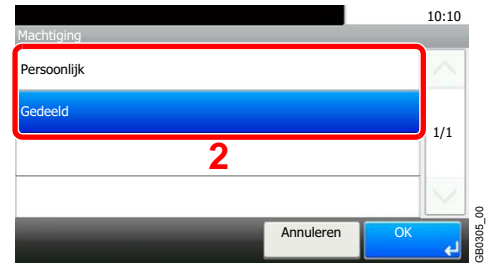 10:10
Machtiging
Persoonlijk
Gedeeld
1/1
2
Annuleren
OK
GB0305_00